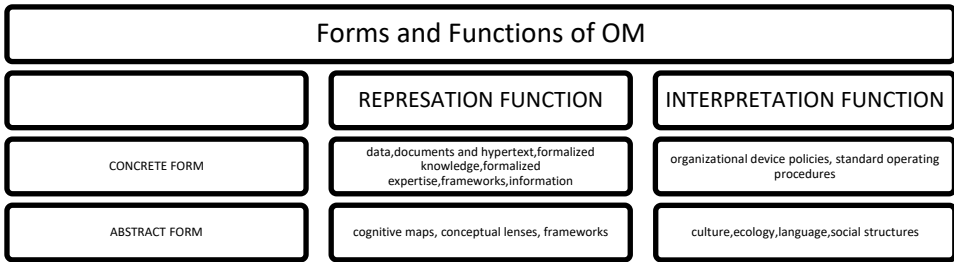 Forms and Functions of OM
REPRESATION FUNCTION
INTERPRETATION FUNCTION
CONCRETE FORM
data,documents and hypertext,formalized
knowledge,formalized
expertise,frameworks,information
organizational device policies, standard operating
procedures
ABSTRACT FORM
cognitive maps, conceptual lenses, frameworks
culture,ecology,language,social structures